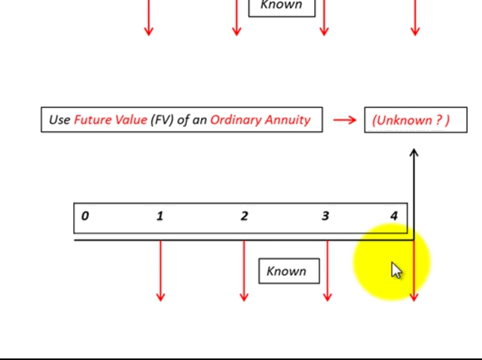 Known
Use Future Value (FV) of an Ordinary Annuity
(Unknown ? )
0 1 2 3 4
Known